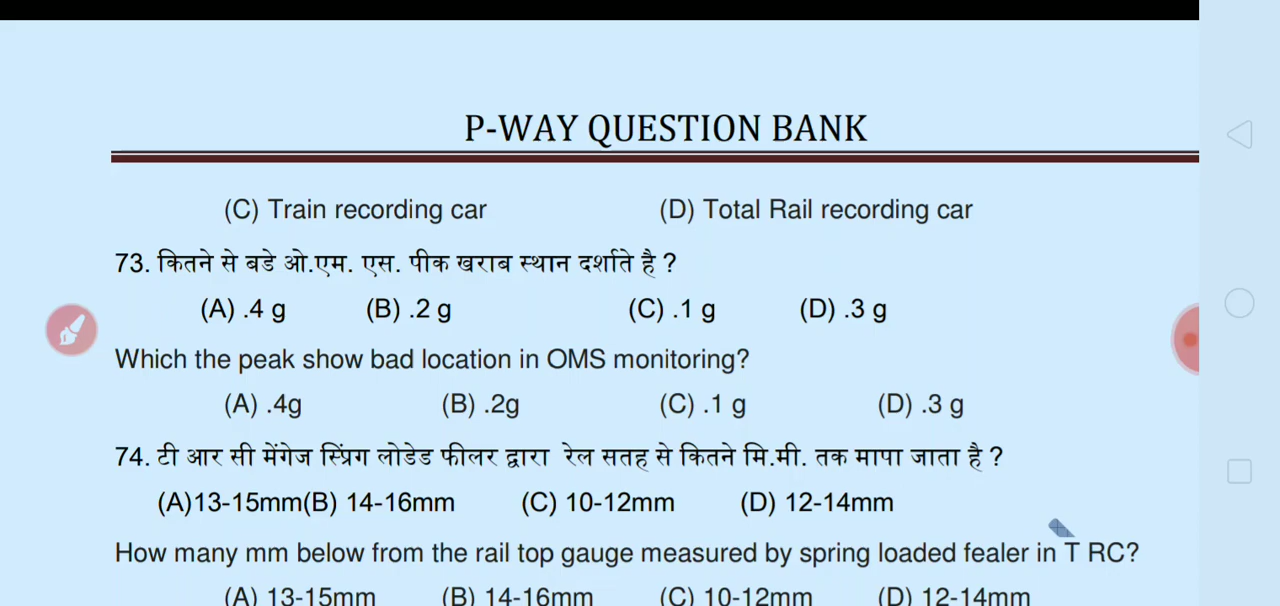 P-WAY QUESTION BANK
(C) Train recording car (D) Total Rail recording car
73. कितने से बडे ओ.एम. एस. पीक खराब स्थान दर्शाते है ?
(A) .4 g (B) .2 g (C) .1 g (D) .3 g
Which the peak show bad location in OMS monitoring?
(A) .4g (B) .2g (C) .1 g (D) .3 g
74. टी आर सी मेंगेज स्प्रिंग लोडेड फीलर द्वारा रेल सतह से कितने मि.मी. तक मापा जाता है ?
(A)13-15mm(B) 14-16mm (C) 10-12mm (D) 12-14mm
How many mm below from the rail top gauge measured by spring loaded fealer in T RC?
(A) 13-15mm (B) 14-16mm (C) 10-12mm (D) 12-14mm